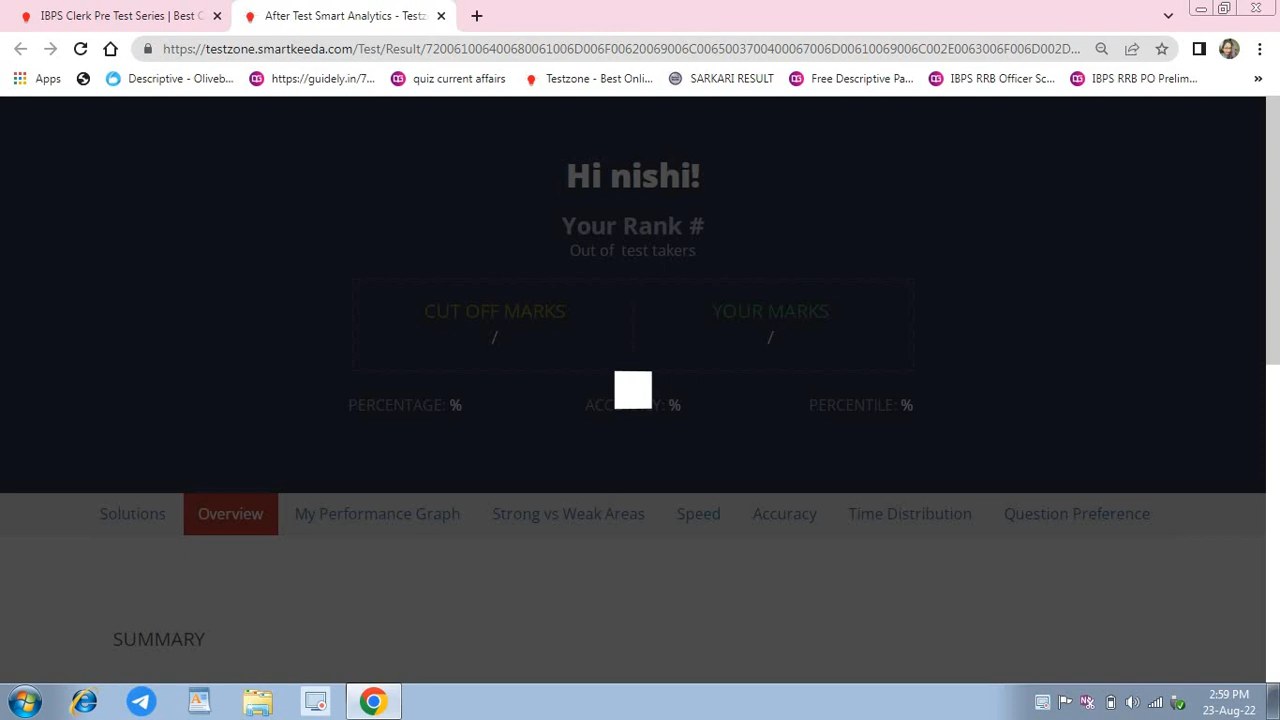 IBPS Clerk Pre Test Series | Best C
After Test Smart Analytics - Testz
https://testzone.smartkeeda.com/Test/Result/7200610064006800610061006D006F00620069006C0065003700400067006D00610069006C002E0063006F006D002D...
Apps
Descriptive - Oliveb...
https://guidely.in/7...
quiz current affairs
Testzone - Best Onli...
SARKARI RESULT
Free Descriptive Pa...
IBPS RRB Officer Sc...
IBPS RRB PO Prelim...
»
Hi nishi!
Your Rank #
Out of test takers
CUT OFF MARKS
YOUR MARKS
/
/
PERCENTAGE: %
ACC Y: %
PERCENTILE: %
Solutions
Overview
My Performance Graph
Strong vs Weak Areas
Speed
Accuracy
Time Distribution
Question Preference
SUMMARY
2:59 PM
23-Aug-22